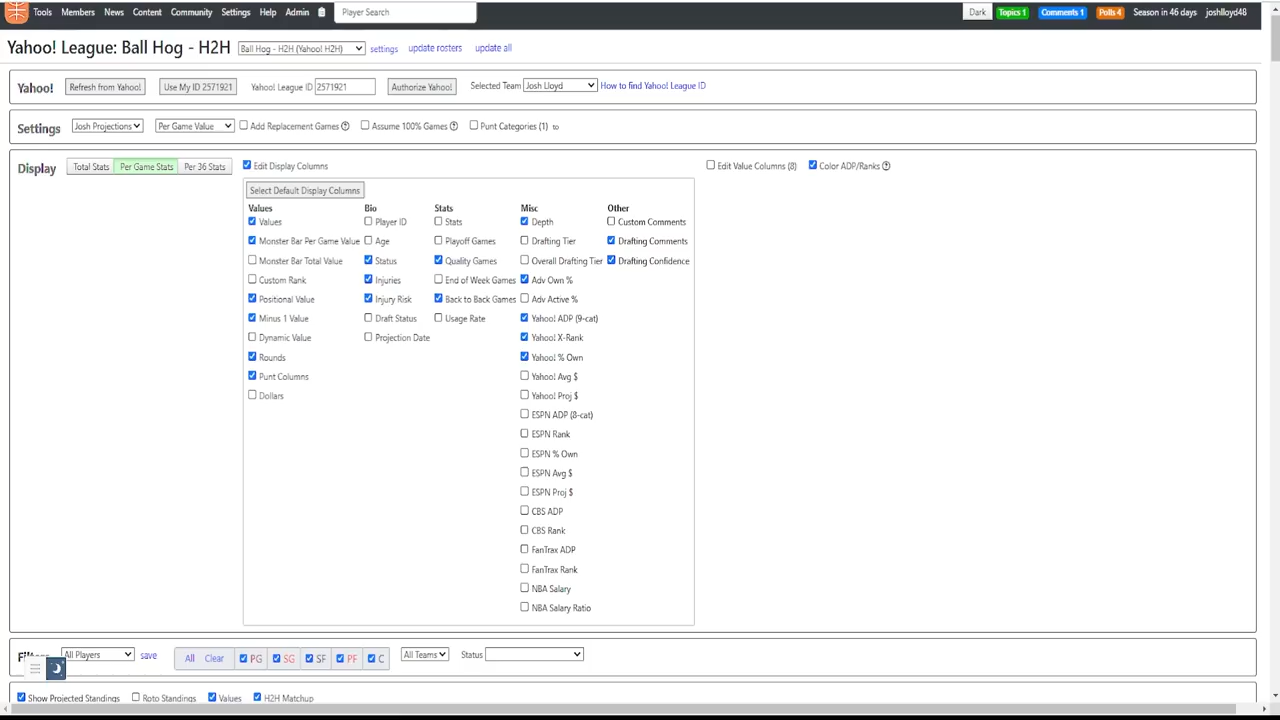 Tools Members News Content Community Settings Help Admin Player Search Dark Topics 1 Comments 1 Polls 4 Season in 46 days joshlloyd48
Yahoo! League: Ball Hog - H2H Ball Hog - H2H (Yahoo! H2H) settings update rosters update all
Yahoo! Refresh from Yahoo! Use My ID 2571921 Yahoo! League ID 2571921 Authorize Yahoo! Selected Team Josh Lloyd How to find Yahoo! League ID
Settings Josh Projections Per Game Value Add Replacement Games Assume 100% Games Punt Categories (1) to
Display Total Stats Per Game Stats Per 36 Stats Edit Display Columns Edit Value Columns (8) Color ADP/Ranks
Select Default Display Columns
Values Bio Stats Misc Other
Values Player ID Stats Depth Custom Comments
Monster Bar Per Game Value Age Playoff Games Drafting Tier Drafting Comments
Monster Bar Total Value Status Quality Games Overall Drafting Tier Drafting Confidence
Custom Rank Injuries End of Week Games Adv Own %
Positional Value Injury Risk Back to Back Games Adv Active %
Minus 1 Value Draft Status Usage Rate Yahoo! ADP (9-cat)
Dynamic Value Projection Date Yahoo! X-Rank
Rounds Yahoo! % Own
Punt Columns Yahoo! Avg $
Dollars Yahoo! Proj $
ESPN ADP (8-cat)
ESPN Rank
ESPN % Own
ESPN Avg $
ESPN Proj $
CBS ADP
CBS Rank
FanTrax ADP
FanTrax Rank
NBA Salary
NBA Salary Ratio
All Players save All Clear PG SG SF PF C All Teams Status
Show Projected Standings Roto Standings Values H2H Matchup